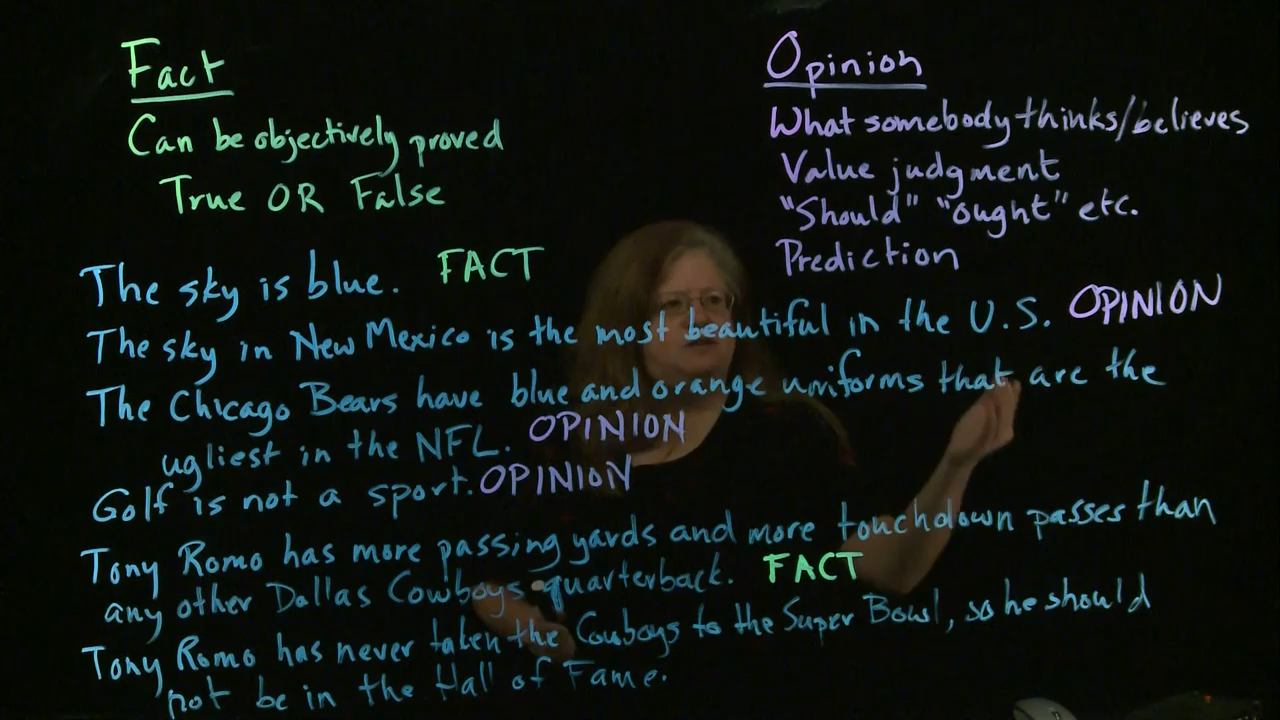 Fact
Can be objectively proved
True OR False
Opinion
What somebody thinks/believes
Value judgment
"Should" "ought" etc.
Prediction
The sky is blue. FACT
The sky in New Mexico is the most beautiful in the U.S. OPINION
The Chicago Bears have blue and orange uniforms that are the
ugliest in the NFL. OPINION
Golf is not a sport. OPINION
Tony Romo has more passing yards and more touchdown passes than
any other Dallas Cowboys quarterback. FACT
Tony Romo has never taken the Cowboys to the Super Bowl, so he should
not be in the Hall of Fame.